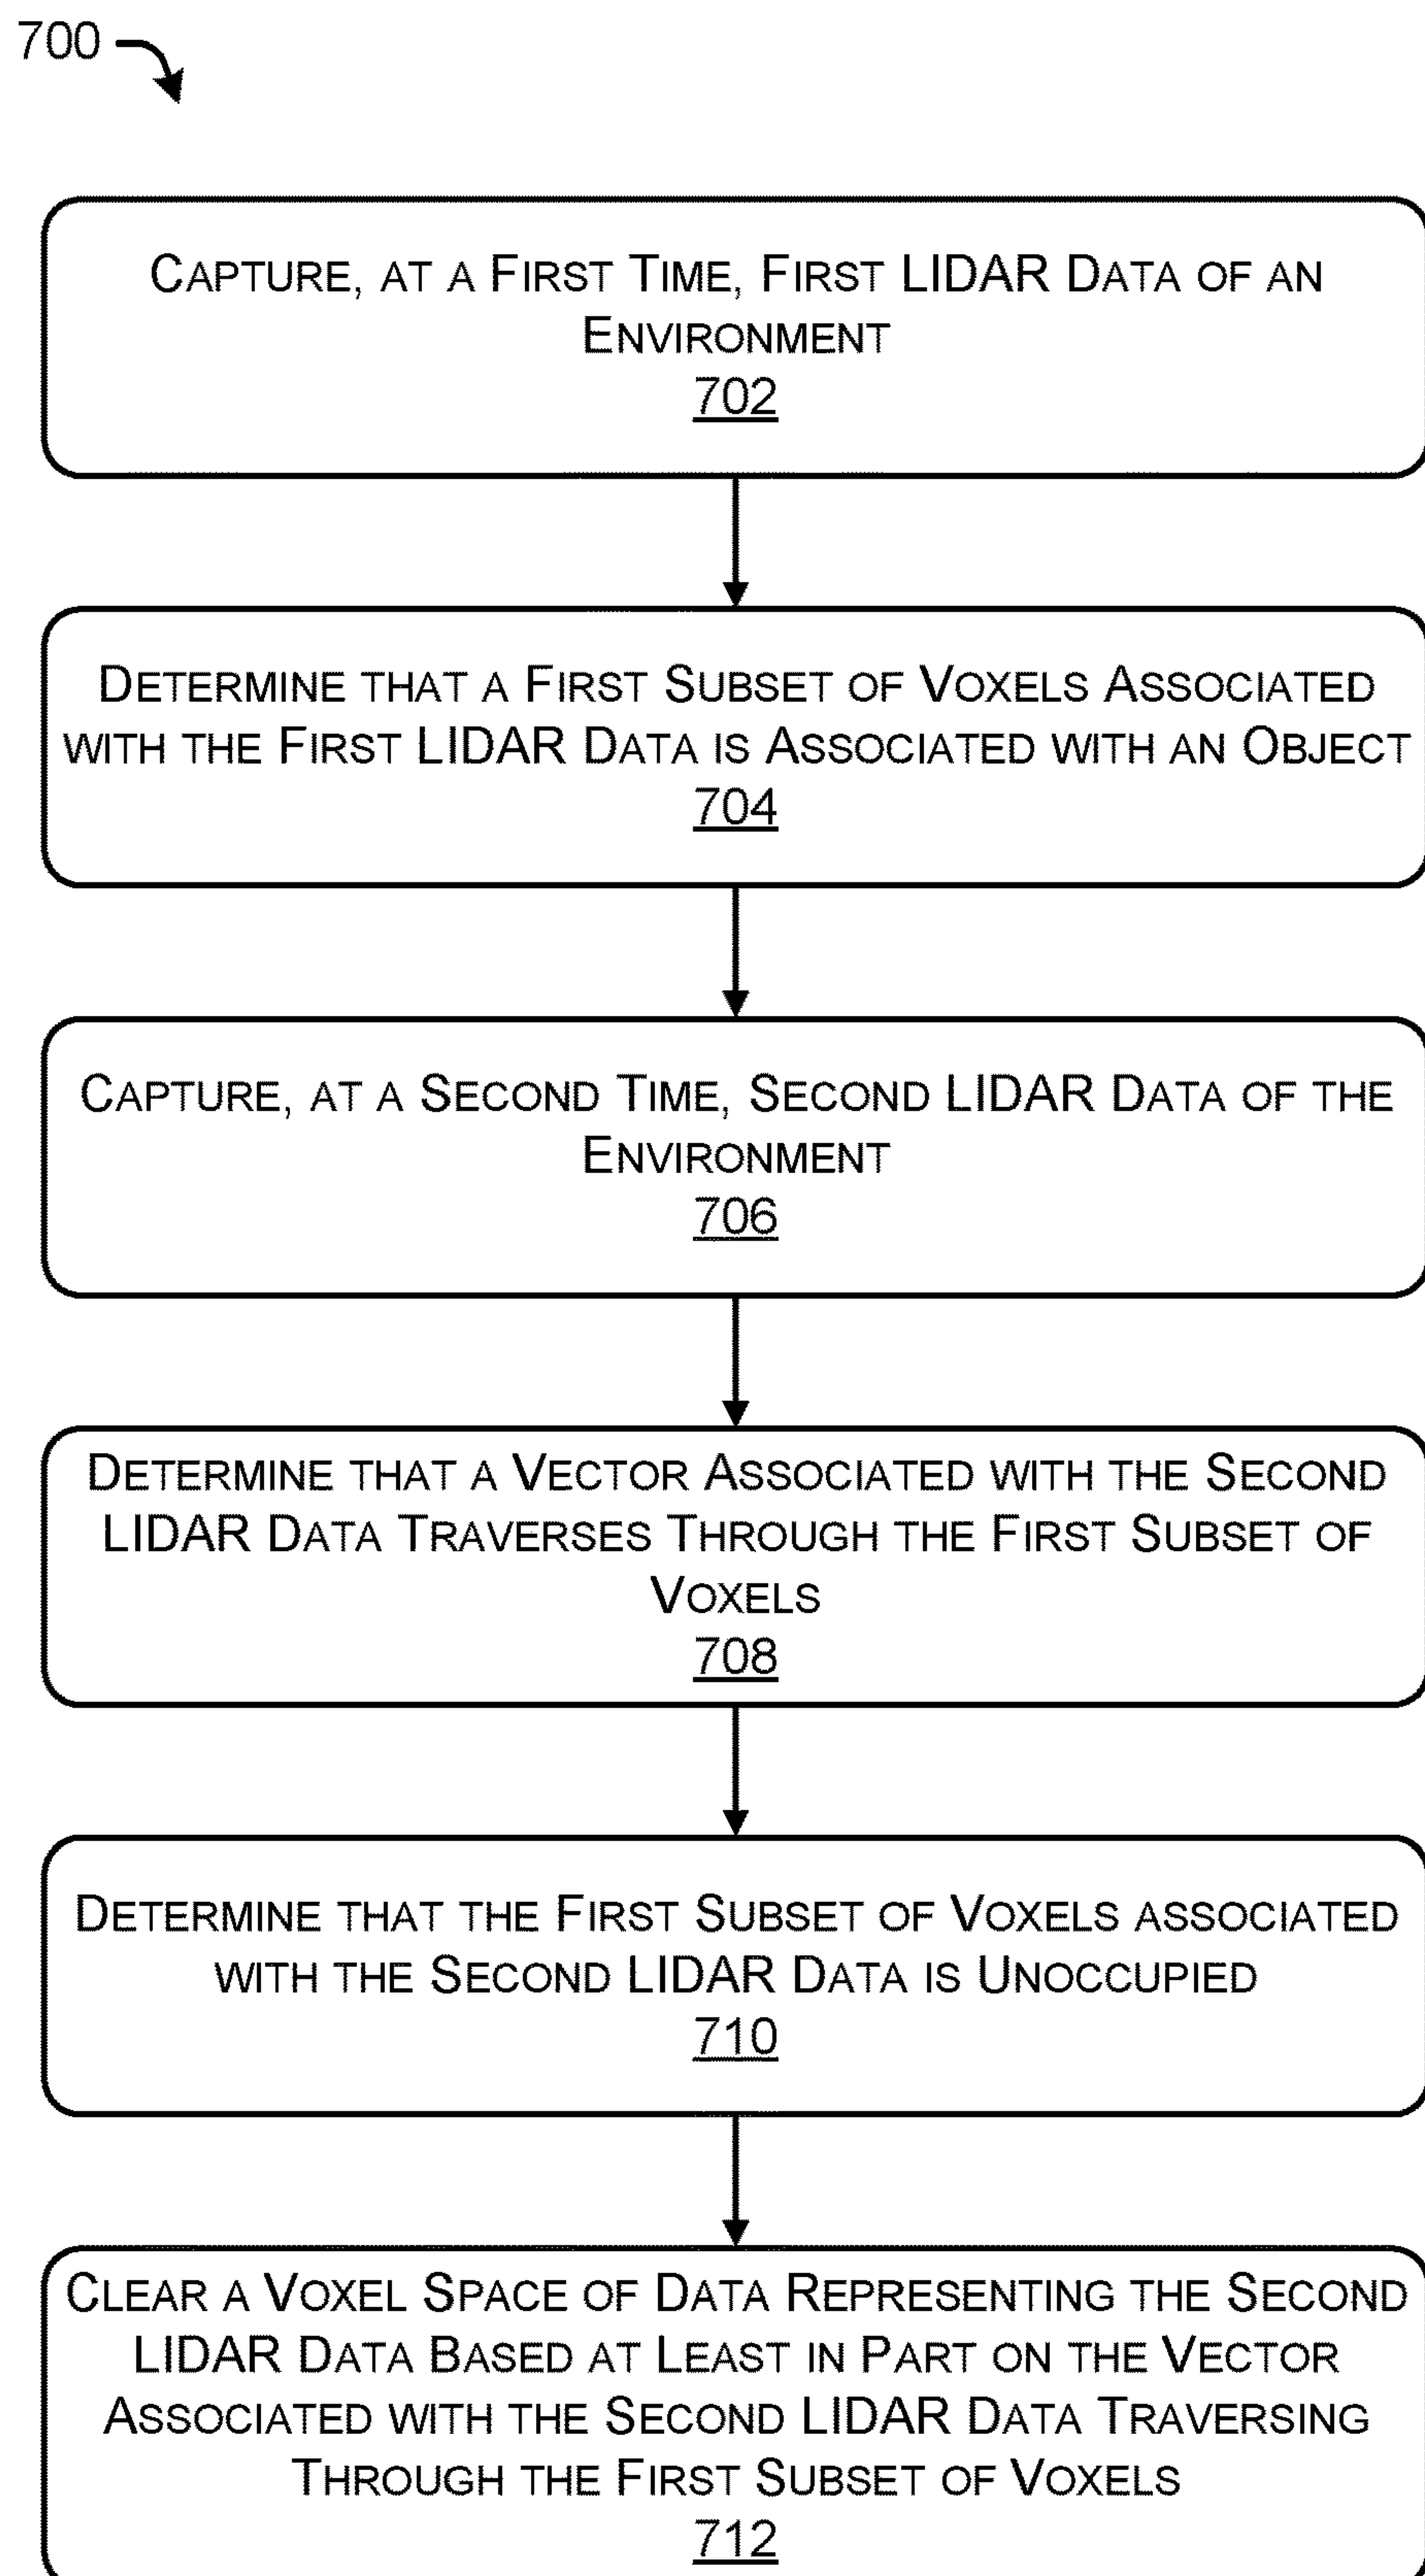 700
Capture, at a First Time, First LIDAR Data of an
Environment
702
Determine that a First Subset of Voxels Associated
with the First LIDAR Data is Associated with an Object
704
Capture, at a Second Time, Second LIDAR Data of the
Environment
706
Determine that a Vector Associated with the Second
LIDAR Data Traverses Through the First Subset of
Voxels
708
Determine that the First Subset of Voxels associated
with the Second LIDAR Data is Unoccupied
710
Clear a Voxel Space of Data Representing the Second
LIDAR Data Based at Least in Part on the Vector
Associated with the Second LIDAR Data Traversing
Through the First Subset of Voxels
712